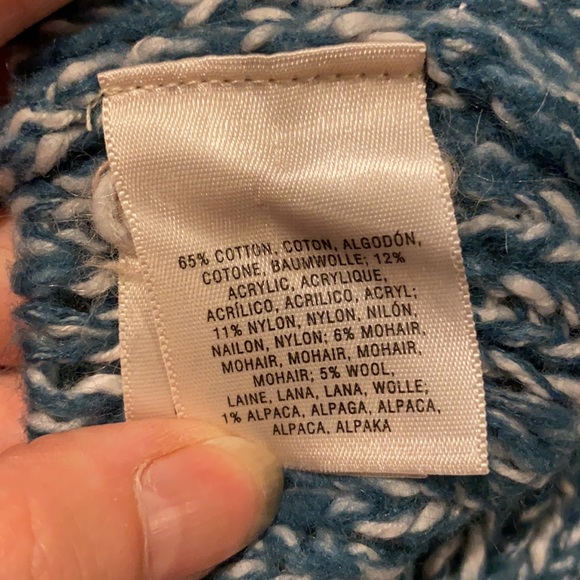 65% COTTON, COTON, ALGODÓN,
COTONE, BAUMWOLLE; 12%
ACRYLIC, ACRYLIQUE,
ACRÍLICO, ACRILICO, ACRYL;
11% NYLON, NYLON, NILÓN,
NAILON, NYLON; 6% MOHAIR,
MOHAIR, MOHAIR, MOHAIR,
MOHAIR; 5% WOOL,
LAINE, LANA, LANA, WOLLE;
1% ALPACA, ALPAGA, ALPACA,
ALPACA, ALPAKA